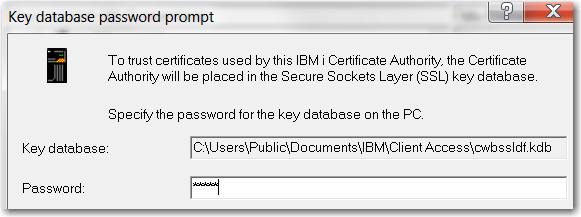 Key database password prompt
To trust certificates used by this IBM i Certificate Authority, the Certificate
Authority will be placed in the Secure Sockets Layer (SSL) key database.
Specify the password for the key database on the PC.
Key database: C:\Users\Public\Documents\IBM\Client Access\cwbssldf.kdb
Password: *****